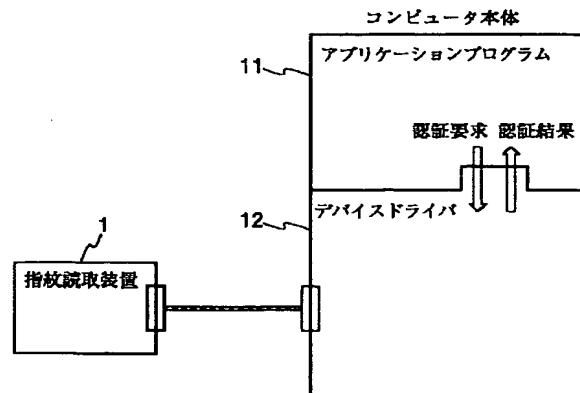 コンピュータ本体
アプリケーションプログラム
11
認証要求 認証結果
デバイスドライバ
12
1
指紋読取装置